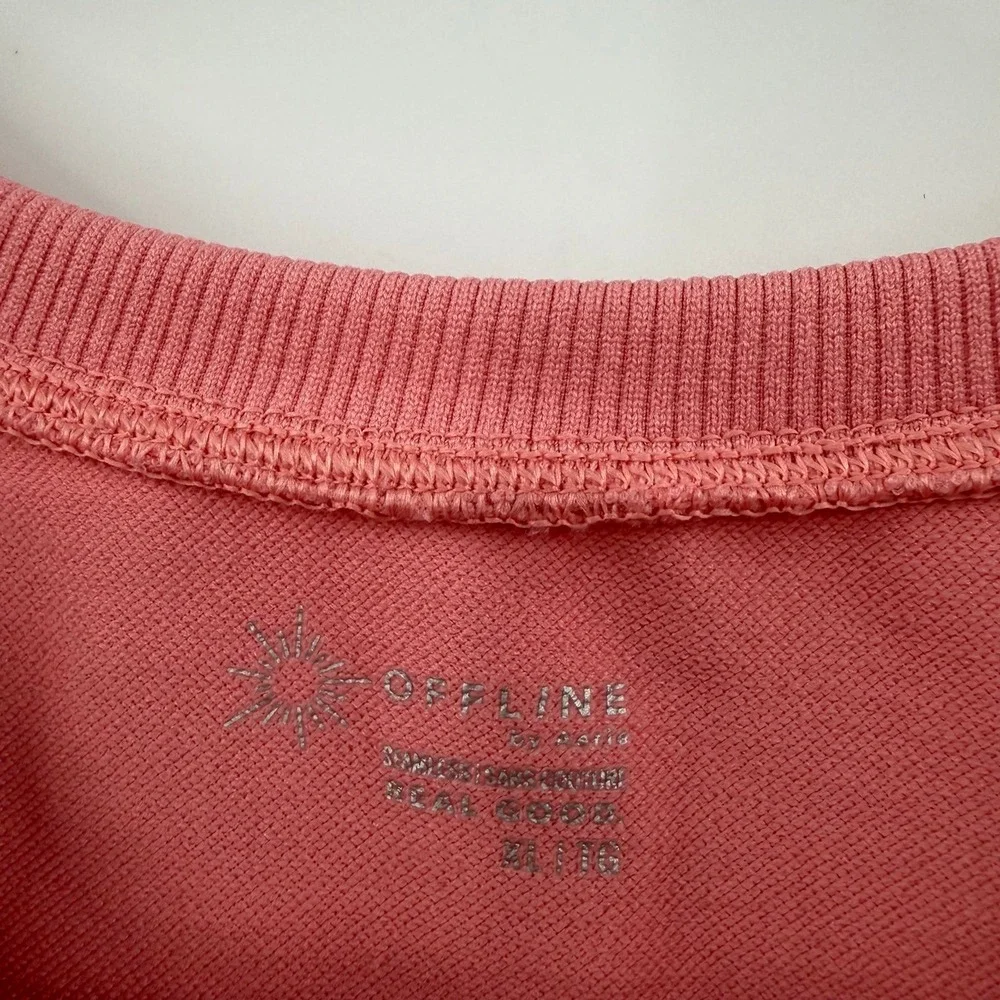 OFFLINE
by Aerie
SEAMLESS / SANS COUTURE
REAL GOOD.
XL | TG